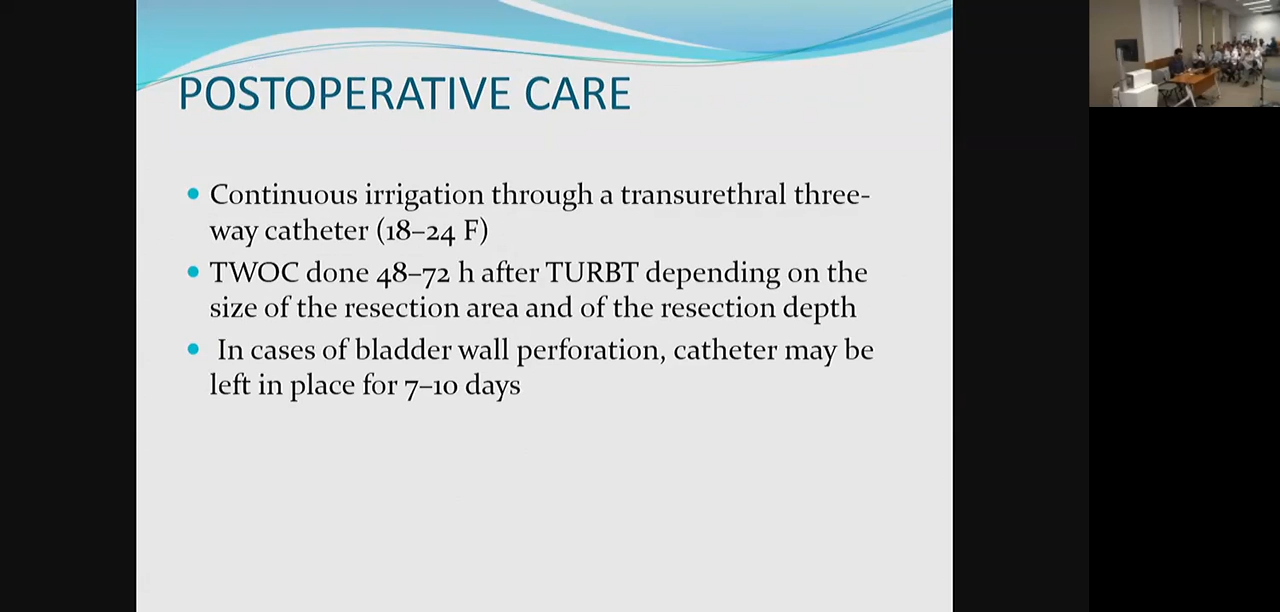 POSTOPERATIVE CARE
• Continuous irrigation through a transurethral three-
way catheter (18–24 F)
• TWOC done 48–72 h after TURBT depending on the
size of the resection area and of the resection depth
• In cases of bladder wall perforation, catheter may be
left in place for 7–10 days